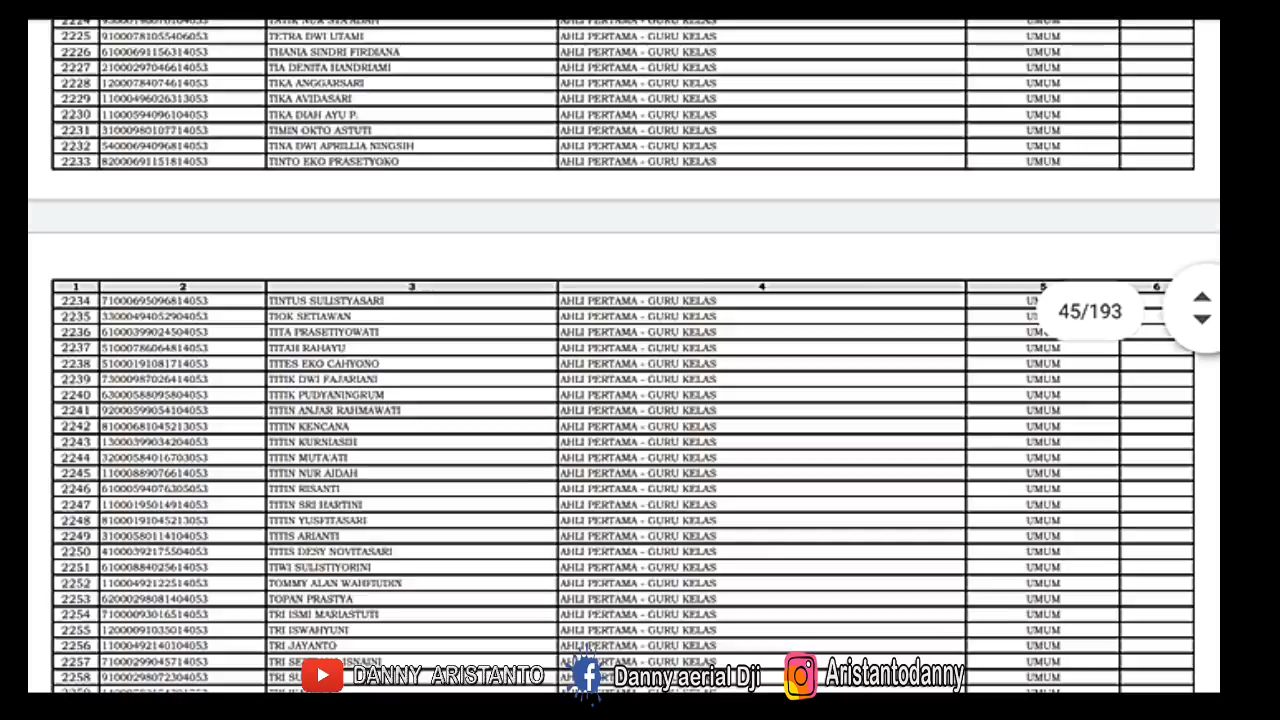 2225 91000781055406053 TETRA DWI UTAMI AHLI PERTAMA - GURU KELAS UMUM
2226 61000691156314053 THANIA SINDRI FIRDIANA AHLI PERTAMA - GURU KELAS UMUM
2227 21000297046614053 TIA DENITA HANDRIAMI AHLI PERTAMA - GURU KELAS UMUM
2228 12000784074614053 TIKA ANGGARSARI AHLI PERTAMA - GURU KELAS UMUM
2229 11000496026313053 TIKA AVIDASARI AHLI PERTAMA - GURU KELAS UMUM
2230 11000594096104053 TIKA DIAH AYU P. AHLI PERTAMA - GURU KELAS UMUM
2231 31000980107714053 TIMIN OKTO ASTUTI AHLI PERTAMA - GURU KELAS UMUM
2232 54000694096814053 TINA DWI APRILLIA NINGSIH AHLI PERTAMA - GURU KELAS UMUM
2233 82000691151814053 TINTO EKO PRASETYOKO AHLI PERTAMA - GURU KELAS UMUM
1 2 3 4 5 6
2234 71000695096814053 TINTUS SULISTYASARI AHLI PERTAMA - GURU KELAS
45/193
2235 33000494052904053 TIOK SETIAWAN AHLI PERTAMA - GURU KELAS
2236 61000399024504053 TITA PRASETIYOWATI AHLI PERTAMA - GURU KELAS
2237 51000786064814053 TITAH RAHAYU AHLI PERTAMA - GURU KELAS UMUM
2238 51000191081714053 TITES EKO CAHYONO AHLI PERTAMA - GURU KELAS UMUM
2239 73000987026414053 TITIK DWI FAJARIANI AHLI PERTAMA - GURU KELAS UMUM
2240 63000588095804053 TITIK PUDYANINGRUM AHLI PERTAMA - GURU KELAS UMUM
2241 92000599054104053 TITIN ANJAR RAHMAWATI AHLI PERTAMA - GURU KELAS UMUM
2242 81000681045213053 TITIN KENCANA AHLI PERTAMA - GURU KELAS UMUM
2243 13000399034204053 TITIN KURNIASIH AHLI PERTAMA - GURU KELAS UMUM
2244 32000584016703053 TITIN MUTA'ATI AHLI PERTAMA - GURU KELAS UMUM
2245 11000889076614053 TITIN NUR AIDAH AHLI PERTAMA - GURU KELAS UMUM
2246 61000594076305053 TITIN RISANTI AHLI PERTAMA - GURU KELAS UMUM
2247 11000195014914053 TITIN SRI HARTINI AHLI PERTAMA - GURU KELAS UMUM
2248 81000191045213053 TITIN YUSFITASARI AHLI PERTAMA - GURU KELAS UMUM
2249 31000580114104053 TITIS ARIANTI AHLI PERTAMA - GURU KELAS UMUM
2250 41000392175504053 TITIS DESY NOVITASARI AHLI PERTAMA - GURU KELAS UMUM
2251 61000884025614053 TIWI SULISTIYORINI AHLI PERTAMA - GURU KELAS UMUM
2252 11000492122514053 TOMMY ALAN WAHFIUDIN AHLI PERTAMA - GURU KELAS UMUM
2253 62000298081404053 TOPAN PRASTYA AHLI PERTAMA - GURU KELAS UMUM
2254 71000093016514053 TRI ISMI MARIASTUTI AHLI PERTAMA - GURU KELAS UMUM
2255 12000091035014053 TRI ISWAHYUNI AHLI PERTAMA - GURU KELAS UMUM
2256 11000492140104053 TRI JAYANTO AHLI PERTAMA - GURU KELAS UMUM
2257 71000299045714053 TRI UMUM
2258 91000298072304053 TRI UMUM
DANNY ARISTANTO Danny aerial Dji Aristantodanny